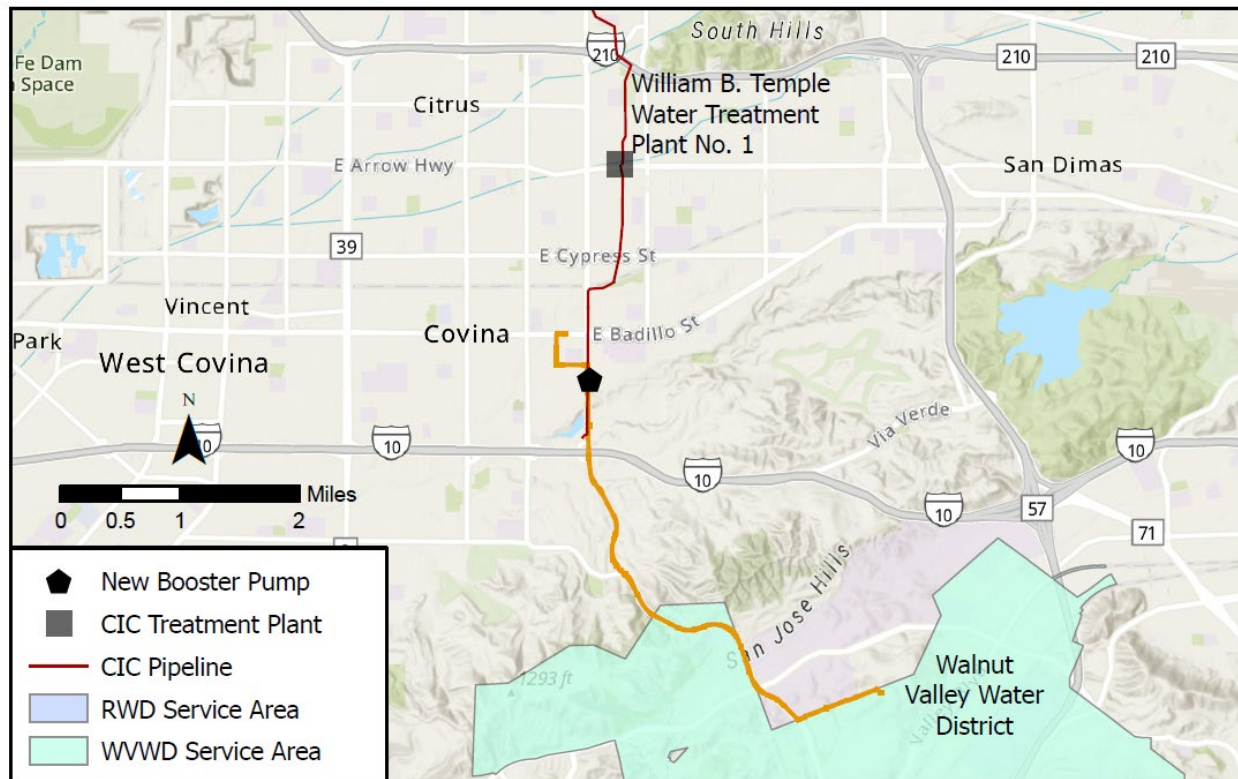 South Hills
Fe Dam
n Space
210
210
210
William B. Temple
Water Treatment
Plant No. 1
Citrus
E Arrow Hwy
San Dimas
39
E Cypress St
Vincent
Park
Covina
E Badillo St
West Covina
N
10
10
Via Verde
10
10
10
Miles
0 0.5 1 2
57
71
San Jose Hills
1293 ft
Walnut
Valley Water
District
New Booster Pump
CIC Treatment Plant
CIC Pipeline
RWD Service Area
WVWD Service Area